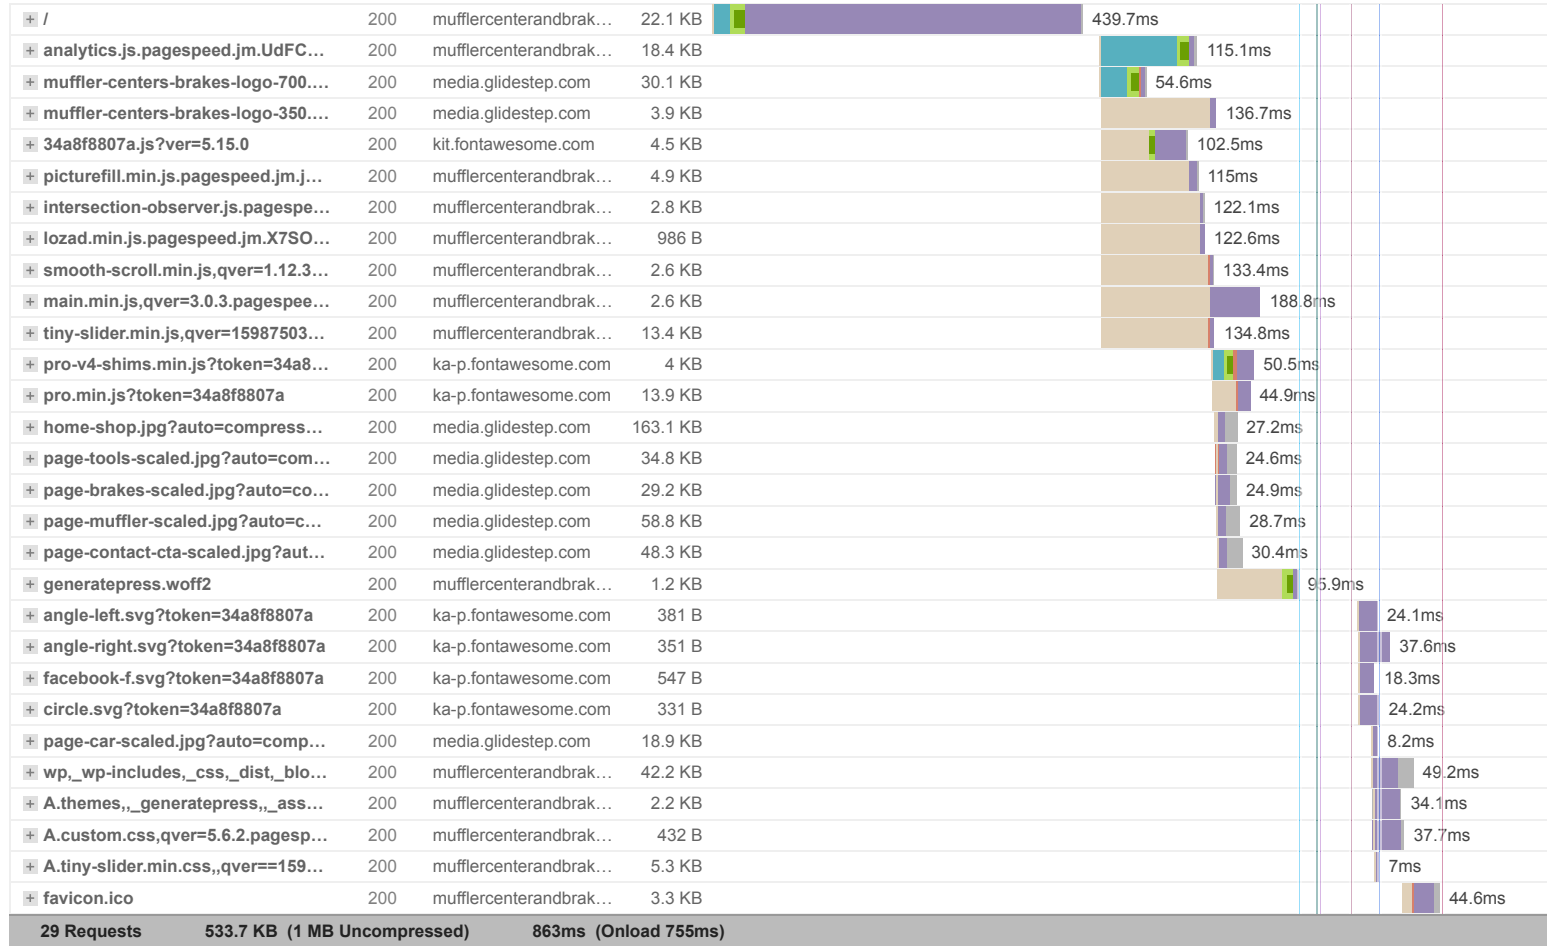 / 200 mufflercenterandbrak… 22.1 KB 439.7ms
analytics.js.pagespeed.jm.UdFC… 200 mufflercenterandbrak… 18.4 KB 115.1ms
muffler-centers-brakes-logo-700.… 200 media.glidestep.com 30.1 KB 54.6ms
muffler-centers-brakes-logo-350.… 200 media.glidestep.com 3.9 KB 136.7ms
34a8f8807a.js?ver=5.15.0 200 kit.fontawesome.com 4.5 KB 102.5ms
picturefill.min.js.pagespeed.jm.j… 200 mufflercenterandbrak… 4.9 KB 115ms
intersection-observer.js.pagespe… 200 mufflercenterandbrak… 2.8 KB 122.1ms
lozad.min.js.pagespeed.jm.X7SO… 200 mufflercenterandbrak… 986 B 122.6ms
smooth-scroll.min.js,qver=1.12.3… 200 mufflercenterandbrak… 2.6 KB 133.4ms
main.min.js,qver=3.0.3.pagespee… 200 mufflercenterandbrak… 2.6 KB 188.8ms
tiny-slider.min.js,qver=15987503… 200 mufflercenterandbrak… 13.4 KB 134.8ms
pro-v4-shims.min.js?token=34a8… 200 ka-p.fontawesome.com 4 KB 50.5ms
pro.min.js?token=34a8f8807a 200 ka-p.fontawesome.com 13.9 KB 44.9ms
home-shop.jpg?auto=compress… 200 media.glidestep.com 163.1 KB 27.2ms
page-tools-scaled.jpg?auto=com… 200 media.glidestep.com 34.8 KB 24.6ms
page-brakes-scaled.jpg?auto=co… 200 media.glidestep.com 29.2 KB 24.9ms
page-muffler-scaled.jpg?auto=c… 200 media.glidestep.com 58.8 KB 28.7ms
page-contact-cta-scaled.jpg?aut… 200 media.glidestep.com 48.3 KB 30.4ms
generatepress.woff2 200 mufflercenterandbrak… 1.2 KB 95.9ms
angle-left.svg?token=34a8f8807a 200 ka-p.fontawesome.com 381 B 24.1ms
angle-right.svg?token=34a8f8807a 200 ka-p.fontawesome.com 351 B 37.6ms
facebook-f.svg?token=34a8f8807a 200 ka-p.fontawesome.com 547 B 18.3ms
circle.svg?token=34a8f8807a 200 ka-p.fontawesome.com 331 B 24.2ms
page-car-scaled.jpg?auto=comp… 200 media.glidestep.com 18.9 KB 8.2ms
wp,_wp-includes,_css,_dist,_blo… 200 mufflercenterandbrak… 42.2 KB 49.2ms
A.themes,,_generatepress,,_ass… 200 mufflercenterandbrak… 2.2 KB 34.1ms
A.custom.css,qver=5.6.2.pagesp… 200 mufflercenterandbrak… 432 B 37.7ms
A.tiny-slider.min.css,,qver==159… 200 mufflercenterandbrak… 5.3 KB 7ms
favicon.ico 200 mufflercenterandbrak… 3.3 KB 44.6ms
29 Requests 533.7 KB (1 MB Uncompressed) 863ms (Onload 755ms)